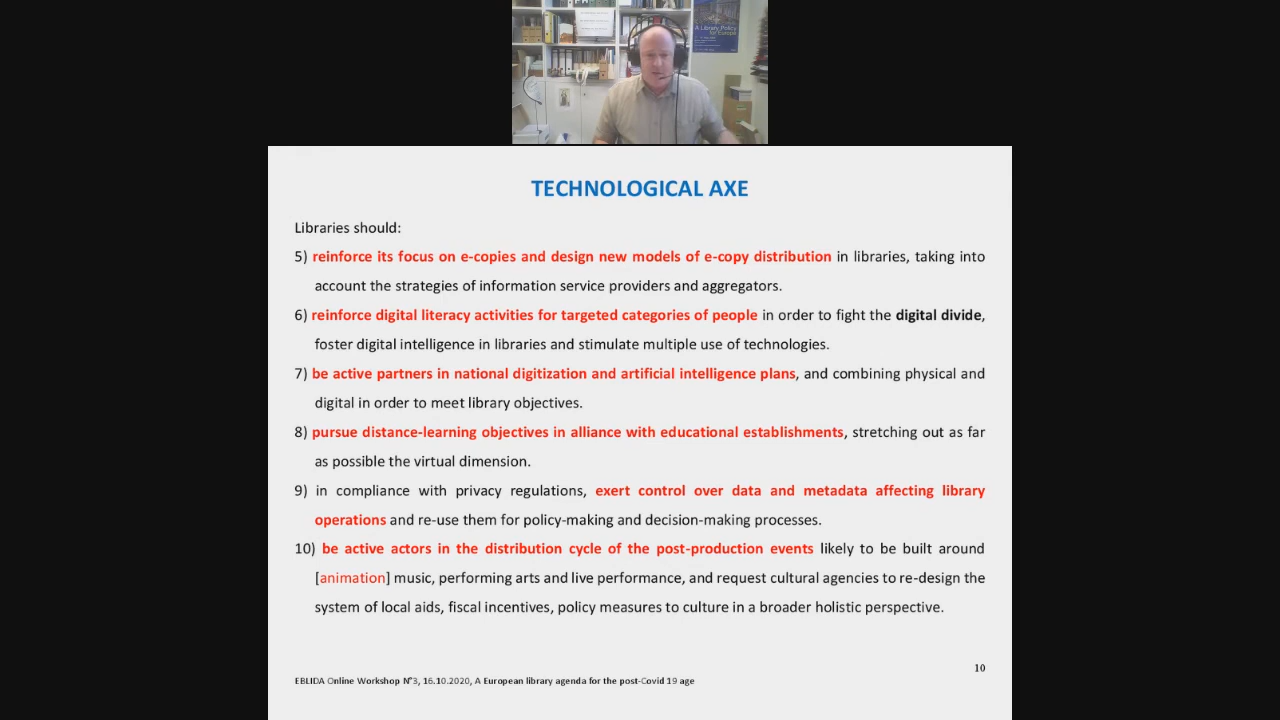 A Library Policy
for Europe
TECHNOLOGICAL AXE
Libraries should:
5) reinforce its focus on e-copies and design new models of e-copy distribution in libraries, taking into
account the strategies of information service providers and aggregators.
6) reinforce digital literacy activities for targeted categories of people in order to fight the digital divide,
foster digital intelligence in libraries and stimulate multiple use of technologies.
7) be active partners in national digitization and artificial intelligence plans, and combining physical and
digital in order to meet library objectives.
8) pursue distance-learning objectives in alliance with educational establishments, stretching out as far
as possible the virtual dimension.
9) in compliance with privacy regulations, exert control over data and metadata affecting library
operations and re-use them for policy-making and decision-making processes.
10) be active actors in the distribution cycle of the post-production events likely to be built around
[animation] music, performing arts and live performance, and request cultural agencies to re-design the
system of local aids, fiscal incentives, policy measures to culture in a broader holistic perspective.
10
EBLIDA Online Workshop N°3, 16.10.2020, A European library agenda for the post-Covid 19 age